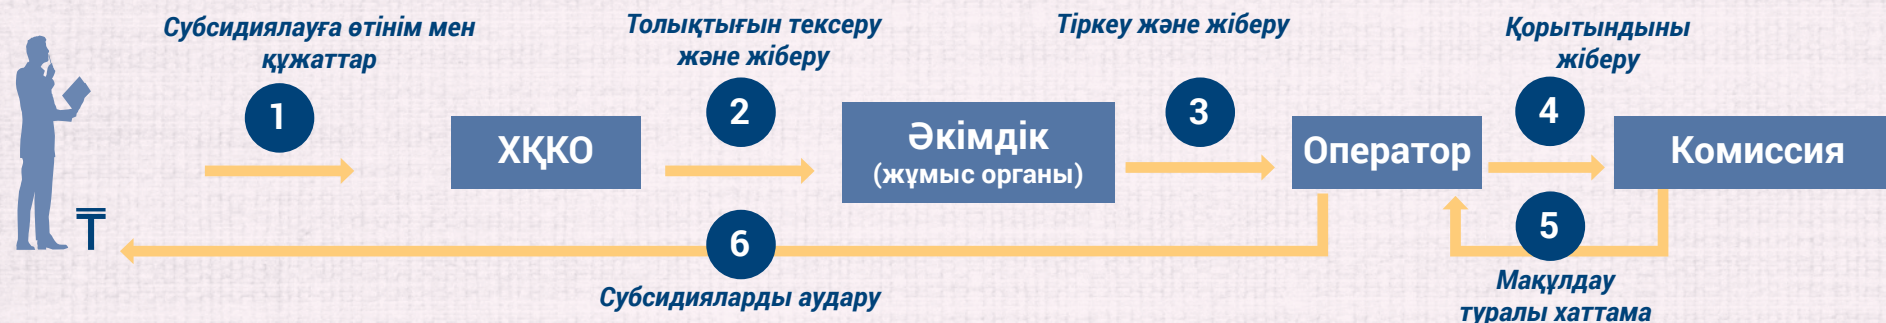 Субсидиялауға өтінім мен
құжаттар
1
ХҚКО
Толықтығын тексеру
және жіберу
2
Әкімдік
(жұмыс органы)
Тіркеу және жіберу
3
Оператор
Қорытындыны
жіберу
4
Комиссия
5
Мақұлдау
туралы хаттама
6
Субсидияларды аудару
₸